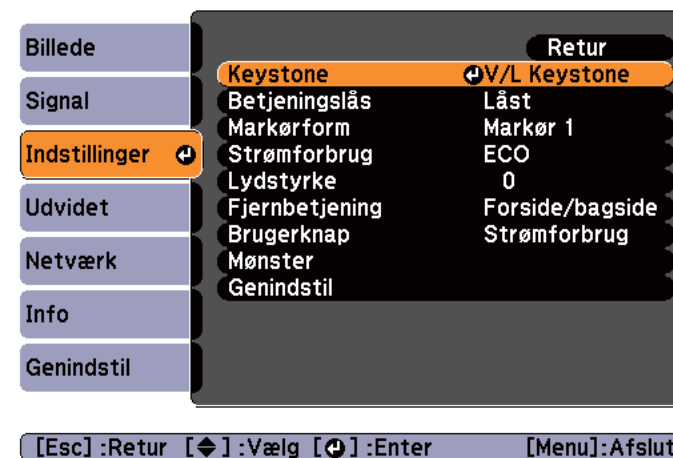 Billede
Signal
Indstillinger
Udvidet
Netværk
Info
Genindstil
Retur
Keystone V/L Keystone
Betjeningslås Låst
Markørform Markør 1
Strømforbrug ECO
Lydstyrke 0
Fjernbetjening Forside/bagside
Brugerknap Strømforbrug
Mønster
Genindstil
[Esc] :Retur [◆] :Vælg [⏎] :Enter [Menu]:Afslut